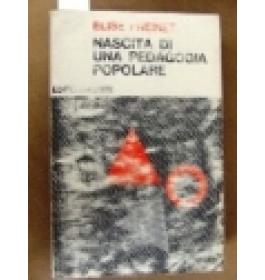 ELISE FREINET
NASCITA DI
UNA PEDAGOGIA
POPOLARE